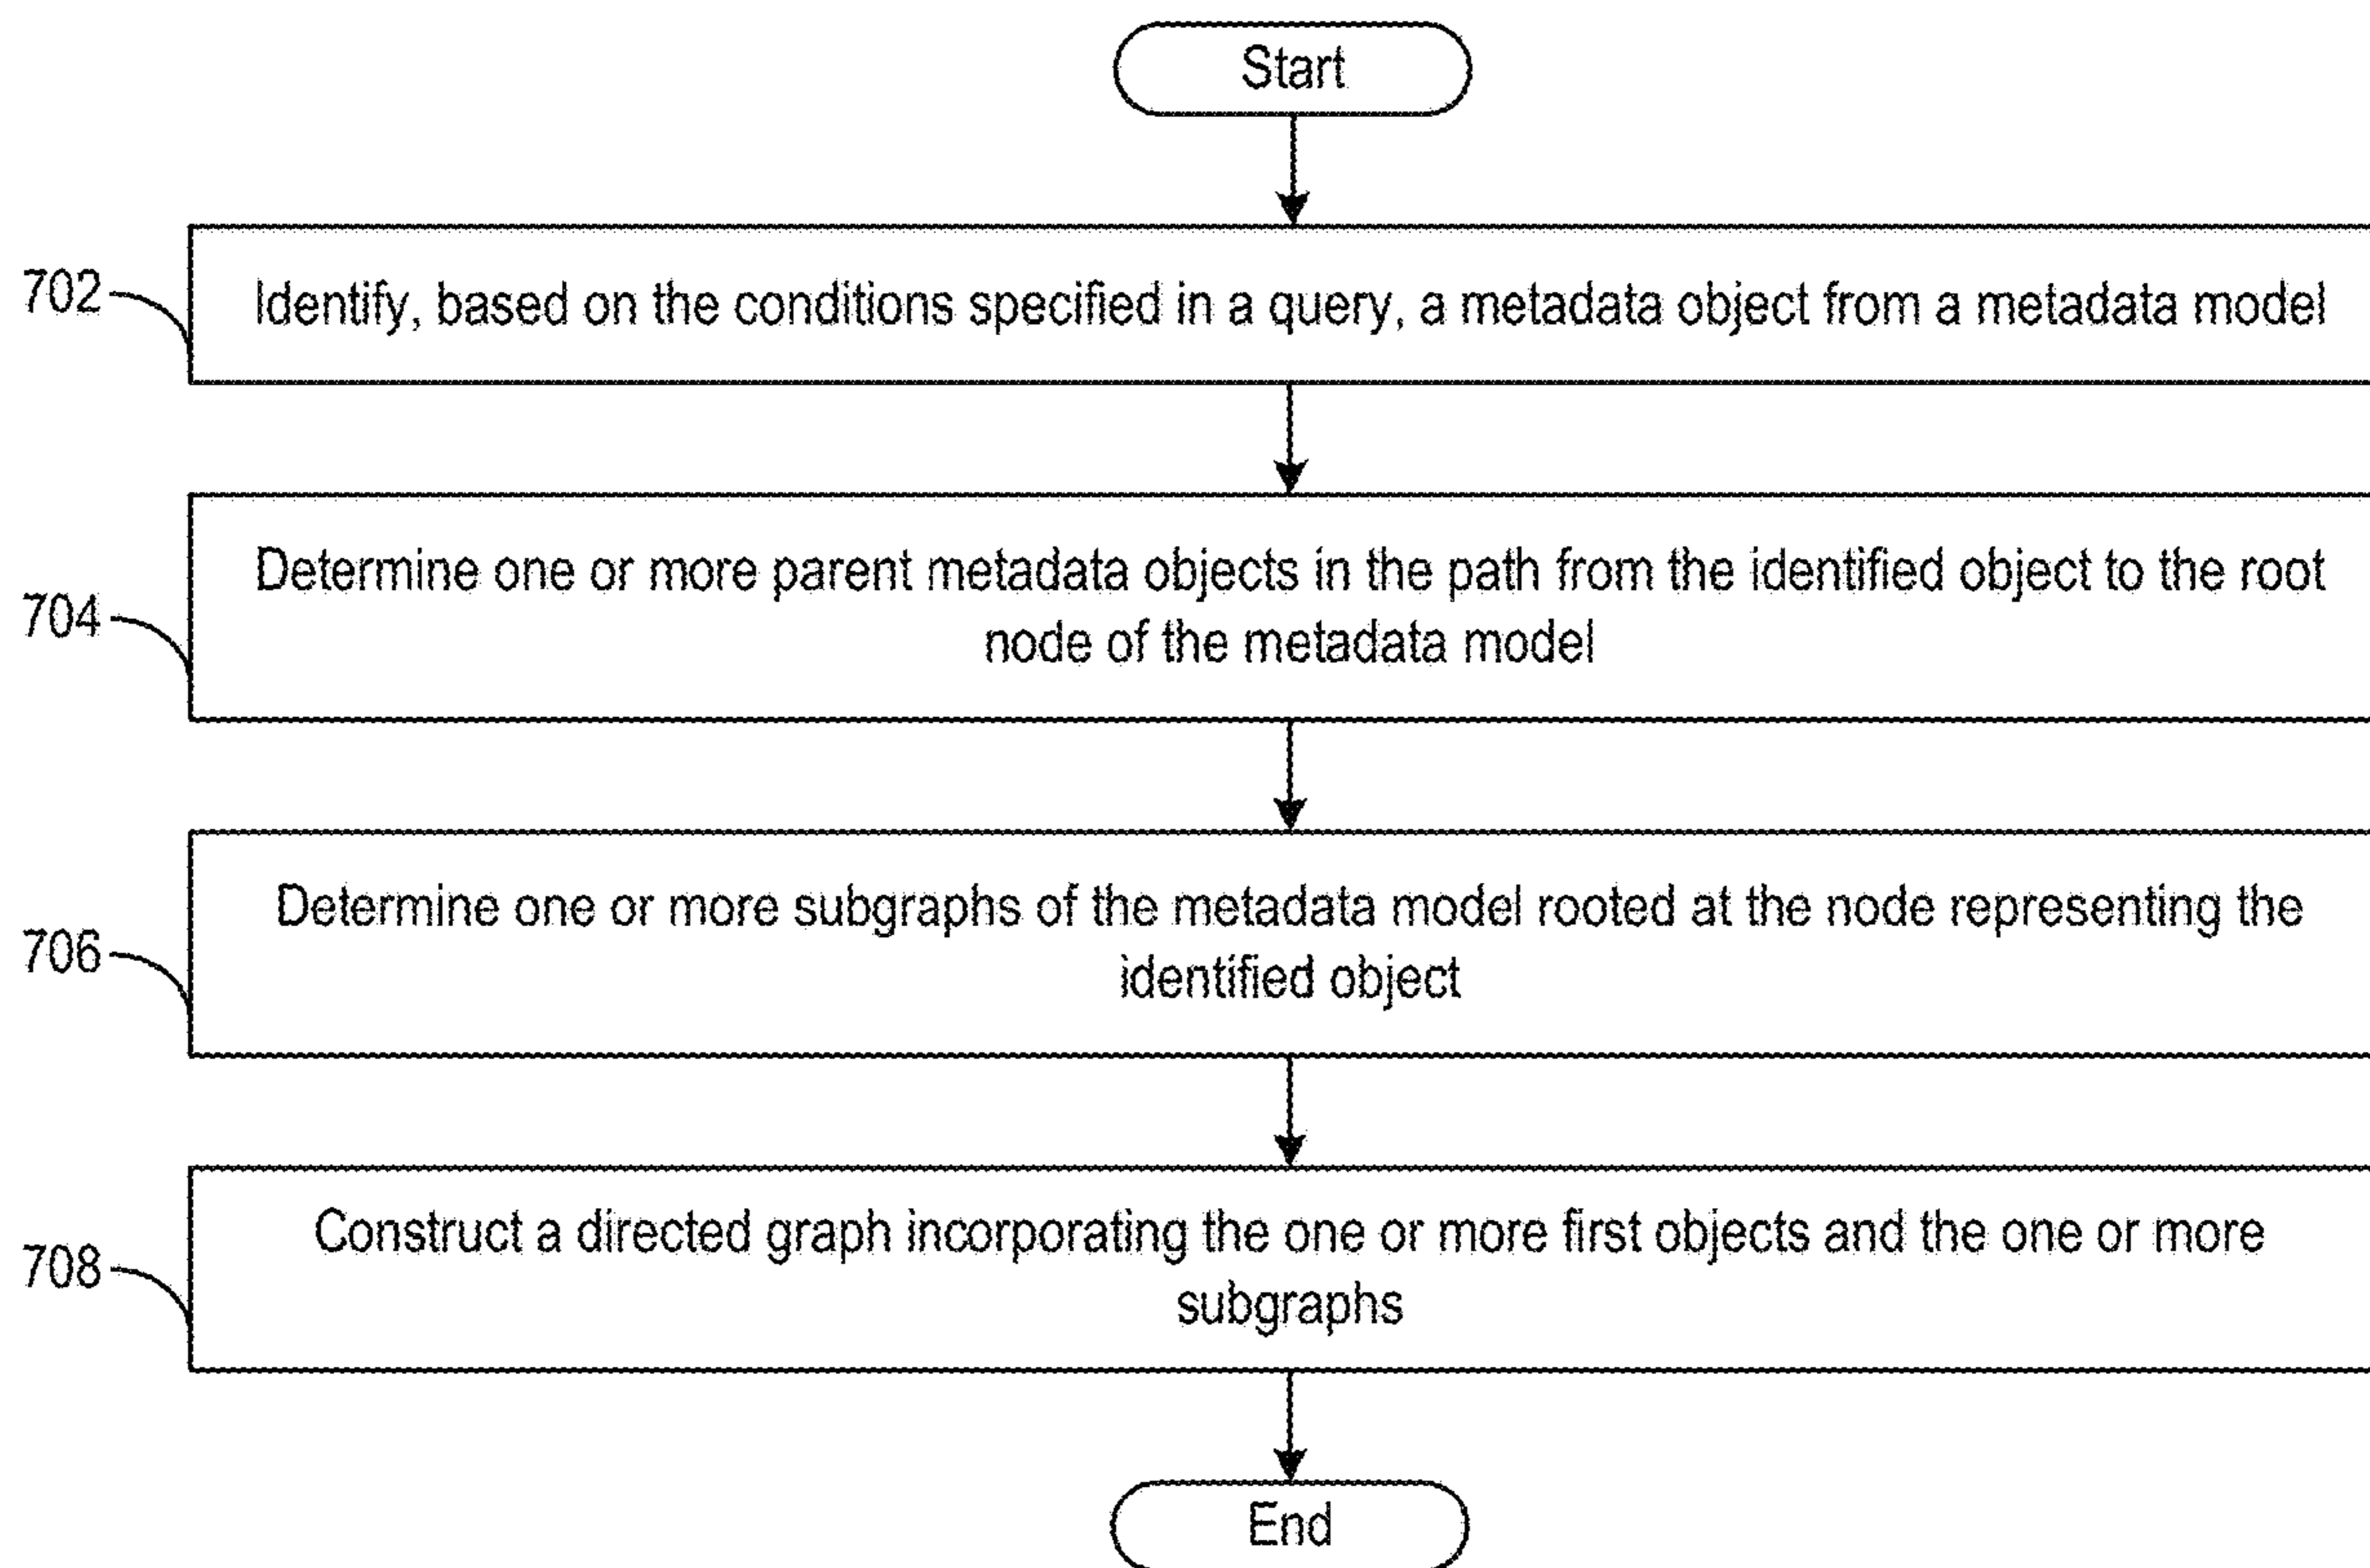 Start
702
Identify, based on the conditions specified in a query, a metadata object from a metadata model
704
Determine one or more parent metadata objects in the path from the identified object to the root
node of the metadata model
706
Determine one or more subgraphs of the metadata model rooted at the node representing the
identified object
708
Construct a directed graph incorporating the one or more first objects and the one or more
subgraphs
End